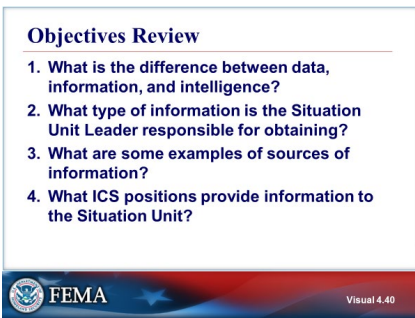 Objectives Review
1. What is the difference between data,
information, and intelligence?
2. What type of information is the Situation
Unit Leader responsible for obtaining?
3. What are some examples of sources of
information?
4. What ICS positions provide information to
the Situation Unit?
FEMA
Visual 4.40